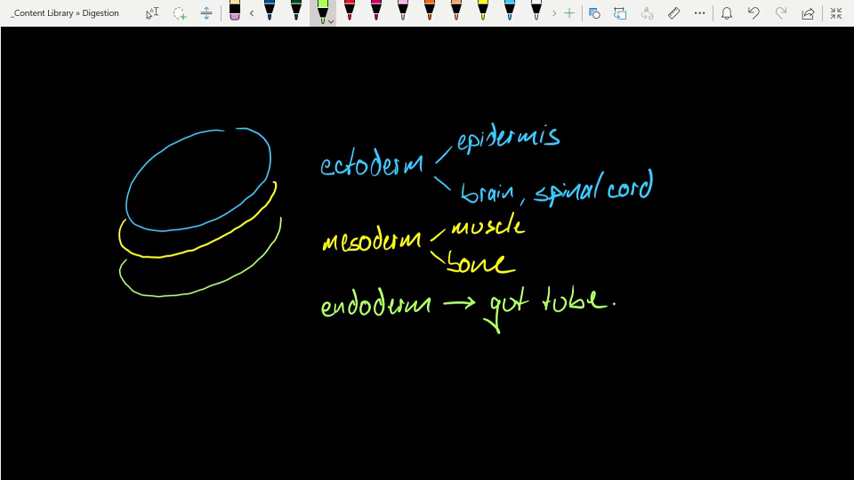 _Content Library » Digestion
epidermis
ectoderm
brain, spinal cord
muscle
mesoderm
bone
endoderm → gut tube.